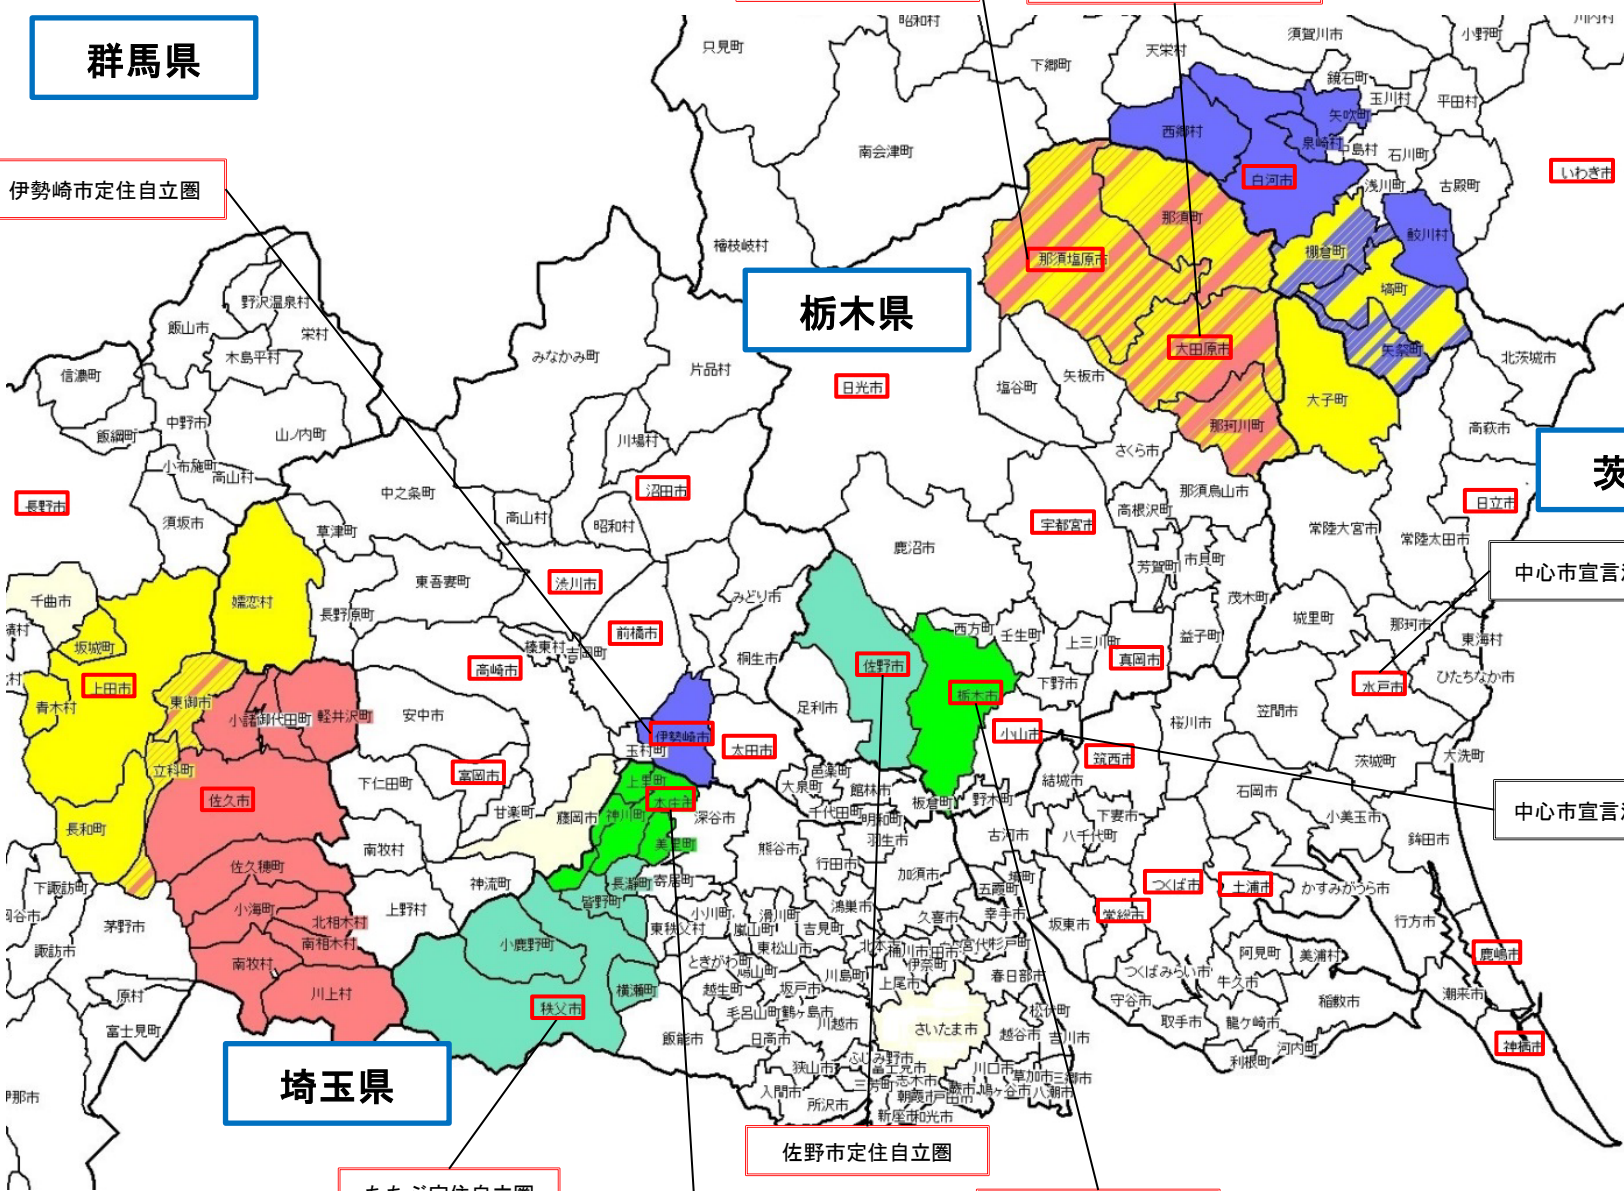 群馬県
伊勢崎市定住自立圏
栃木県
埼玉県
佐野市定住自立圏
中心市宣言
中心市宣言
只見町
昭和村
下郷町
天栄村
須賀川市
小野町
鏡石町
玉川村
平田村
矢吹町
西郷村
泉崎村
中島村
石川町
南会津町
白河市
浅川町
古殿町
いわき市
那須町
檜枝岐村
那須塩原市
棚倉町
鮫川村
塙町
野沢温泉村
飯山市
栄村
木島平村
みなかみ町
片品村
大田原市
矢祭町
北茨城市
信濃町
日光市
塩谷町
矢板市
大子町
中野市
飯綱町
山ノ内町
川場村
那珂川町
高萩市
さくら市
小布施町
高山村
中之条町
沼田市
那須烏山市
長野市
高山村
昭和村
高根沢町
日立市
須坂市
草津町
宇都宮市
常陸大宮市
常陸太田市
鹿沼市
市貝町
芳賀町
東吾妻町
渋川市
千曲市
嬬恋村
長野原町
みどり市
茂木町
城里町
那珂市
東海村
坂城町
榛東村
吉岡町
前橋市
西方町
壬生町
上三川町
益子町
高崎市
桐生市
佐野市
真岡市
上田市
水戸市
ひたちなか市
東御市
栃木市
下野市
青木村
小諸
御代田町
軽井沢町
安中市
足利市
笠間市
桜川市
伊勢崎市
小山市
玉村町
太田市
筑西市
茨城町
大洗町
立科町
下仁田町
富岡市
上里町
邑楽町
大泉町
館林市
結城市
石岡市
佐久市
本庄市
板倉町
野木町
甘楽町
藤岡市
神川町
深谷市
千代田町
明和町
下妻市
小美玉市
長和町
羽生市
古河市
八千代町
鉾田市
南牧村
美里町
熊谷市
行田市
佐久穂町
加須市
境町
五霞町
つくば市
土浦市
かすみがうら市
下諏訪町
神流町
長瀞町
寄居町
皆野町
小海町
上野村
鴻巣市
久喜市
幸手市
常総市
坂東市
行方市
茅野市
北相木村
小川町
滑川町
嵐山町
吉見町
東秩父村
諏訪市
南相木村
小鹿野町
東松山市
阿見町
美浦村
鹿嶋市
南牧村
ときがわ町
鳩山町
川島町
伊奈町
上尾市
春日部市
つくばみらい市
牛久市
原村
川上村
横瀬町
越生町
坂戸市
守谷市
稲敷市
潮来市
秩父市
毛呂山町
鶴ヶ島市
川越市
さいたま市
松伏町
取手市
龍ケ崎市
富士見町
飯能市
日高市
越谷市
吉川市
河内町
神栖市
利根町
狭山市
ふじみ野市
富士見市
川口市
草加市
三郷市
入間市
三芳町
志木市
蕨市
鳩ヶ谷市
八潮市
所沢市
朝霞市
戸田市
新座市
和光市